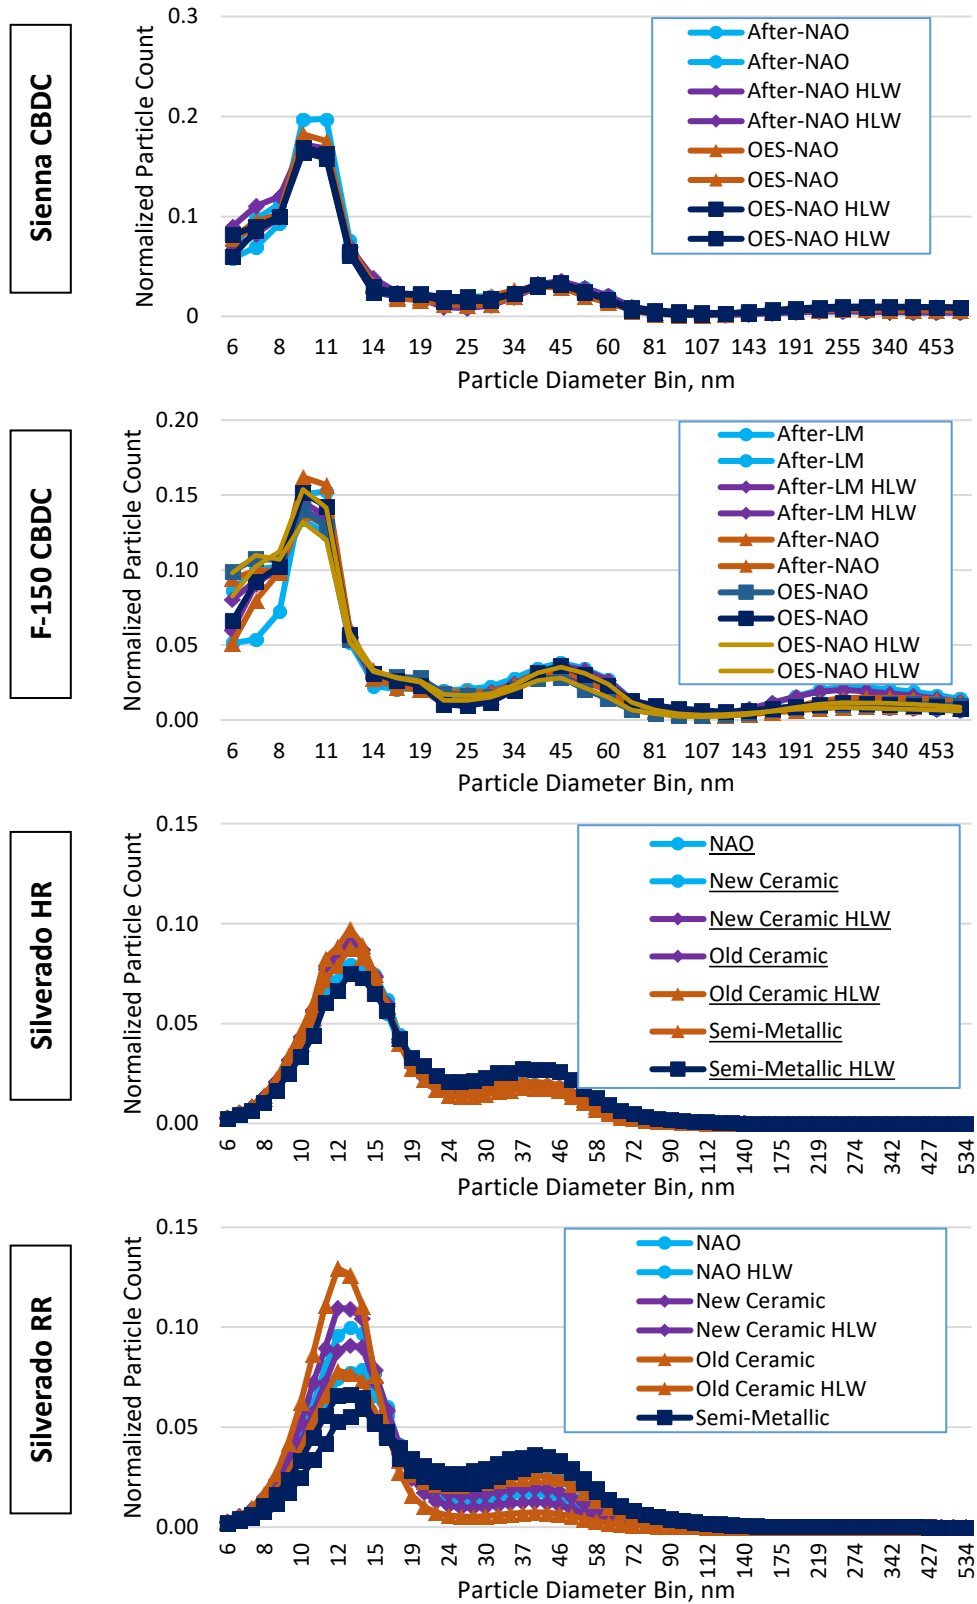 Sienna CBDC
Normalized Particle Count
0.3
0.2
0.1
0
6 8 11 14 19 25 34 45 60 81 107 143 191 255 340 453
Particle Diameter Bin, nm
After-NAO
After-NAO
After-NAO HLW
After-NAO HLW
OES-NAO
OES-NAO
OES-NAO HLW
OES-NAO HLW
F-150 CBDC
Normalized Particle Count
0.20
0.15
0.10
0.05
0.00
6 8 11 14 19 25 34 45 60 81 107 143 191 255 340 453
Particle Diameter Bin, nm
After-LM
After-LM
After-LM HLW
After-LM HLW
After-NAO
After-NAO
OES-NAO
OES-NAO
OES-NAO HLW
OES-NAO HLW
Silverado HR
Normalized Particle Count
0.15
0.10
0.05
0.00
6 8 10 12 15 19 24 30 37 46 58 72 90 112 140 175 219 274 342 427 534
Particle Diameter Bin, nm
NAO
New Ceramic
New Ceramic HLW
Old Ceramic
Old Ceramic HLW
Semi-Metallic
Semi-Metallic HLW
Silverado RR
Normalized Particle Count
0.15
0.10
0.05
0.00
6 8 10 12 15 19 24 30 37 46 58 72 90 112 140 175 219 274 342 427 534
Particle Diameter Bin, nm
NAO
NAO HLW
New Ceramic
New Ceramic HLW
Old Ceramic
Old Ceramic HLW
Semi-Metallic